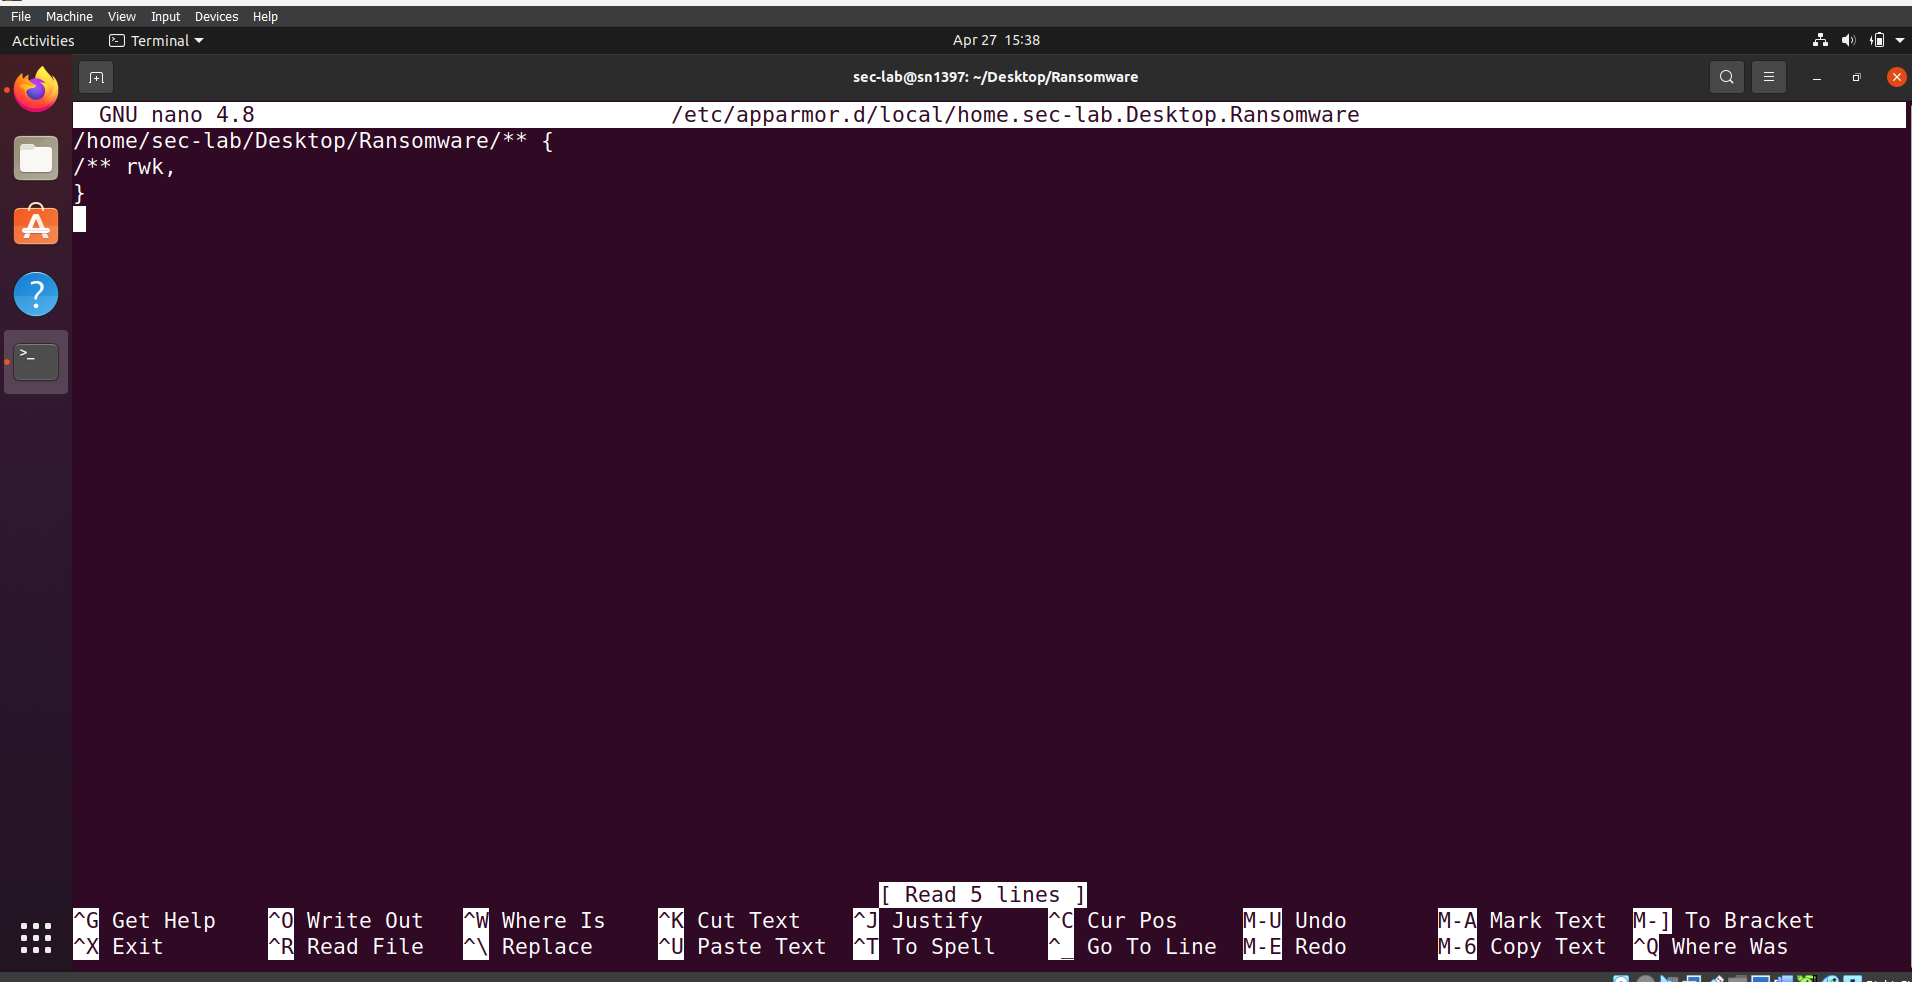 File Machine View Input Devices Help
Activities Terminal Apr 27 15:38
sec-lab@sn1397: ~/Desktop/Ransomware
GNU nano 4.8 /etc/apparmor.d/local/home.sec-lab.Desktop.Ransomware
/home/sec-lab/Desktop/Ransomware/** {
/** rwk,
}
[ Read 5 lines ]
^G Get Help ^O Write Out ^W Where Is ^K Cut Text ^J Justify ^C Cur Pos M-U Undo M-A Mark Text M-] To Bracket
^X Exit ^R Read File ^\ Replace ^U Paste Text ^T To Spell ^_ Go To Line M-E Redo M-6 Copy Text ^Q Where Was